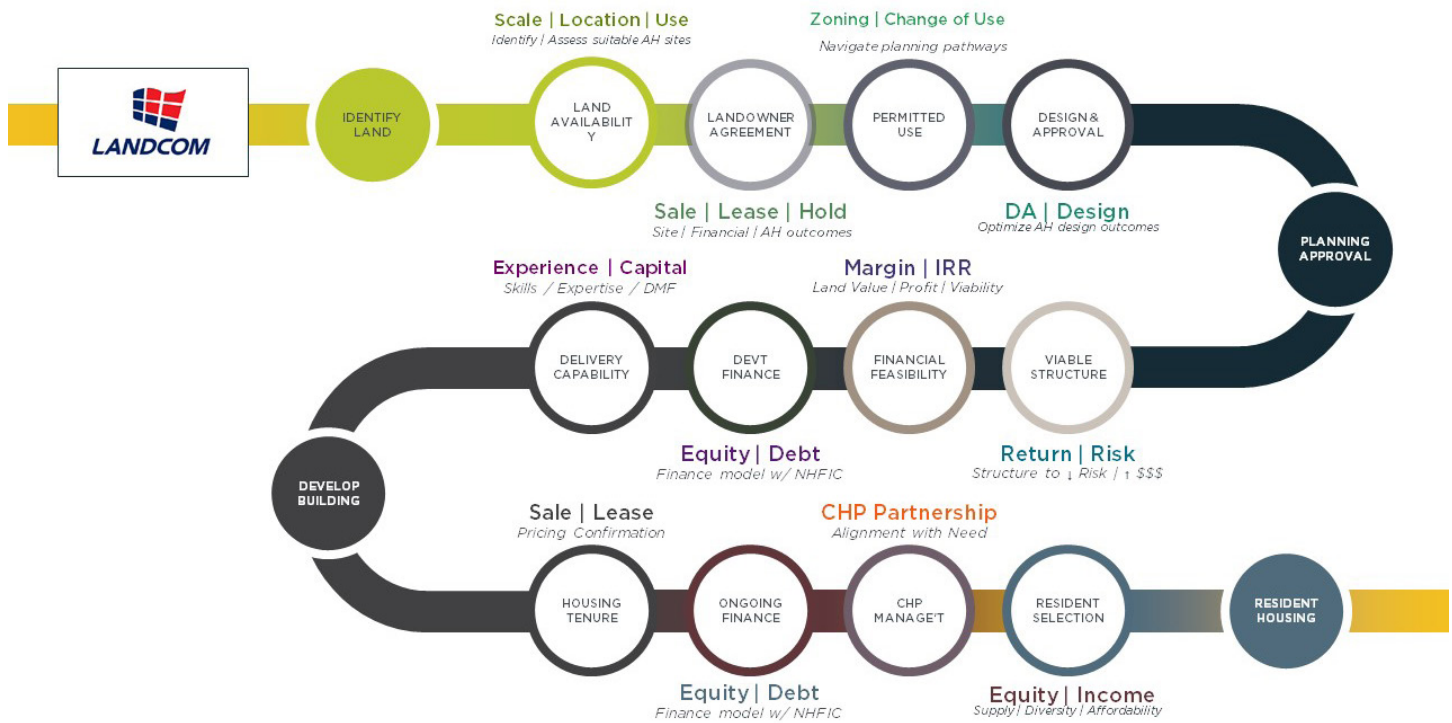 Scale | Location | Use
Identify | Assess suitable AH sites
Zoning | Change of Use
Navigate planning pathways
LANDCOM
IDENTIFY
LAND
LAND
AVAILABILIT
Y
LANDOWNER
AGREEMENT
PERMITTED
USE
DESIGN &
APPROVAL
Sale | Lease | Hold
Site | Financial | AH outcomes
DA | Design
Optimize AH design outcomes
PLANNING
APPROVAL
Experience | Capital
Skills / Expertise / DMF
Margin | IRR
Land Value | Profit | Viability
DELIVERY
CAPABILITY
DEVT
FINANCE
FINANCIAL
FEASIBILITY
VIABLE
STRUCTURE
Equity | Debt
Finance model w/ NHFIC
Return | Risk
Structure to ↓ Risk | ↑ $$$
DEVELOP
BUILDING
Sale | Lease
Pricing Confirmation
CHP Partnership
Alignment with Need
HOUSING
TENURE
ONGOING
FINANCE
CHP
MANAGE'T
RESIDENT
SELECTION
RESIDENT
HOUSING
Equity | Debt
Finance model w/ NHFIC
Equity | Income
Supply | Diversity | Affordability